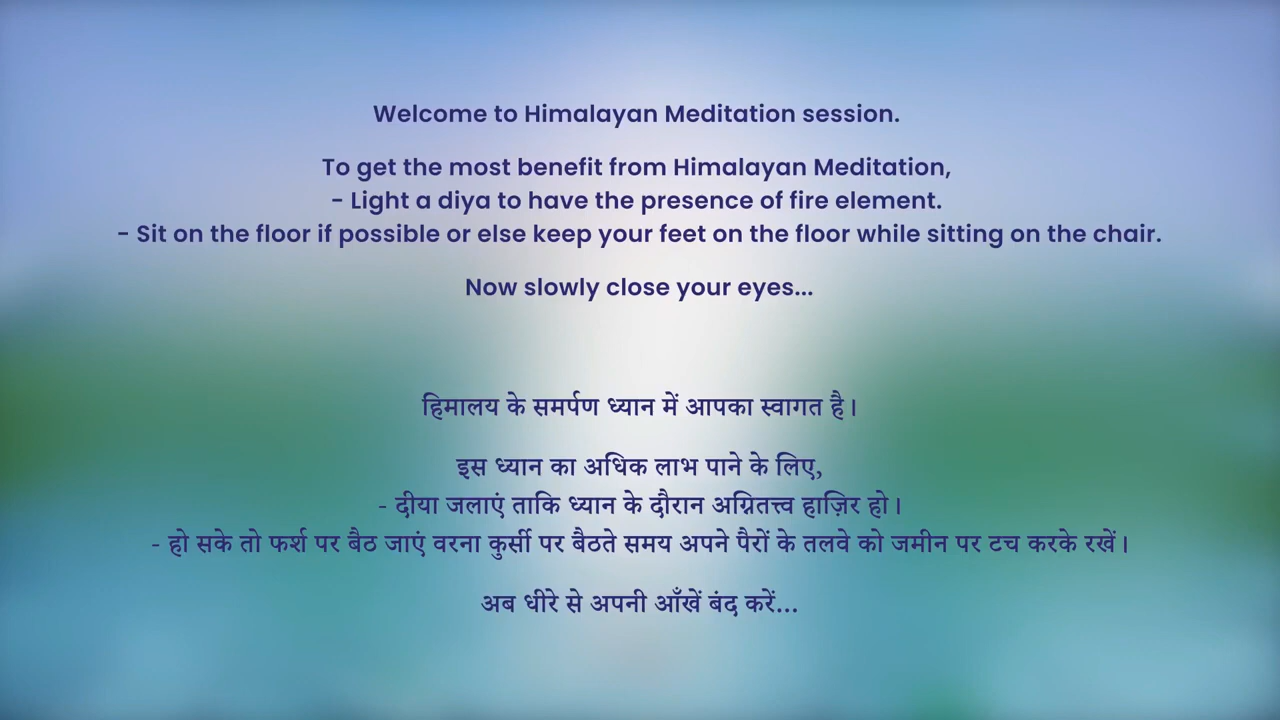 Welcome to Himalayan Meditation session.
To get the most benefit from Himalayan Meditation,
- Light a diya to have the presence of fire element.
- Sit on the floor if possible or else keep your feet on the floor while sitting on the chair.
Now slowly close your eyes...
हिमालय के समर्पण ध्यान में आपका स्वागत है।
इस ध्यान का अधिक लाभ पाने के लिए,
- दीया जलाएं ताकि ध्यान के दौरान अग्नितत्त्व हाज़िर हो।
- हो सके तो फर्श पर बैठ जाएं वरना कुर्सी पर बैठते समय अपने पैरों के तलवे को जमीन पर टच करके रखें।
अब धीरे से अपनी आँखें बंद करें...